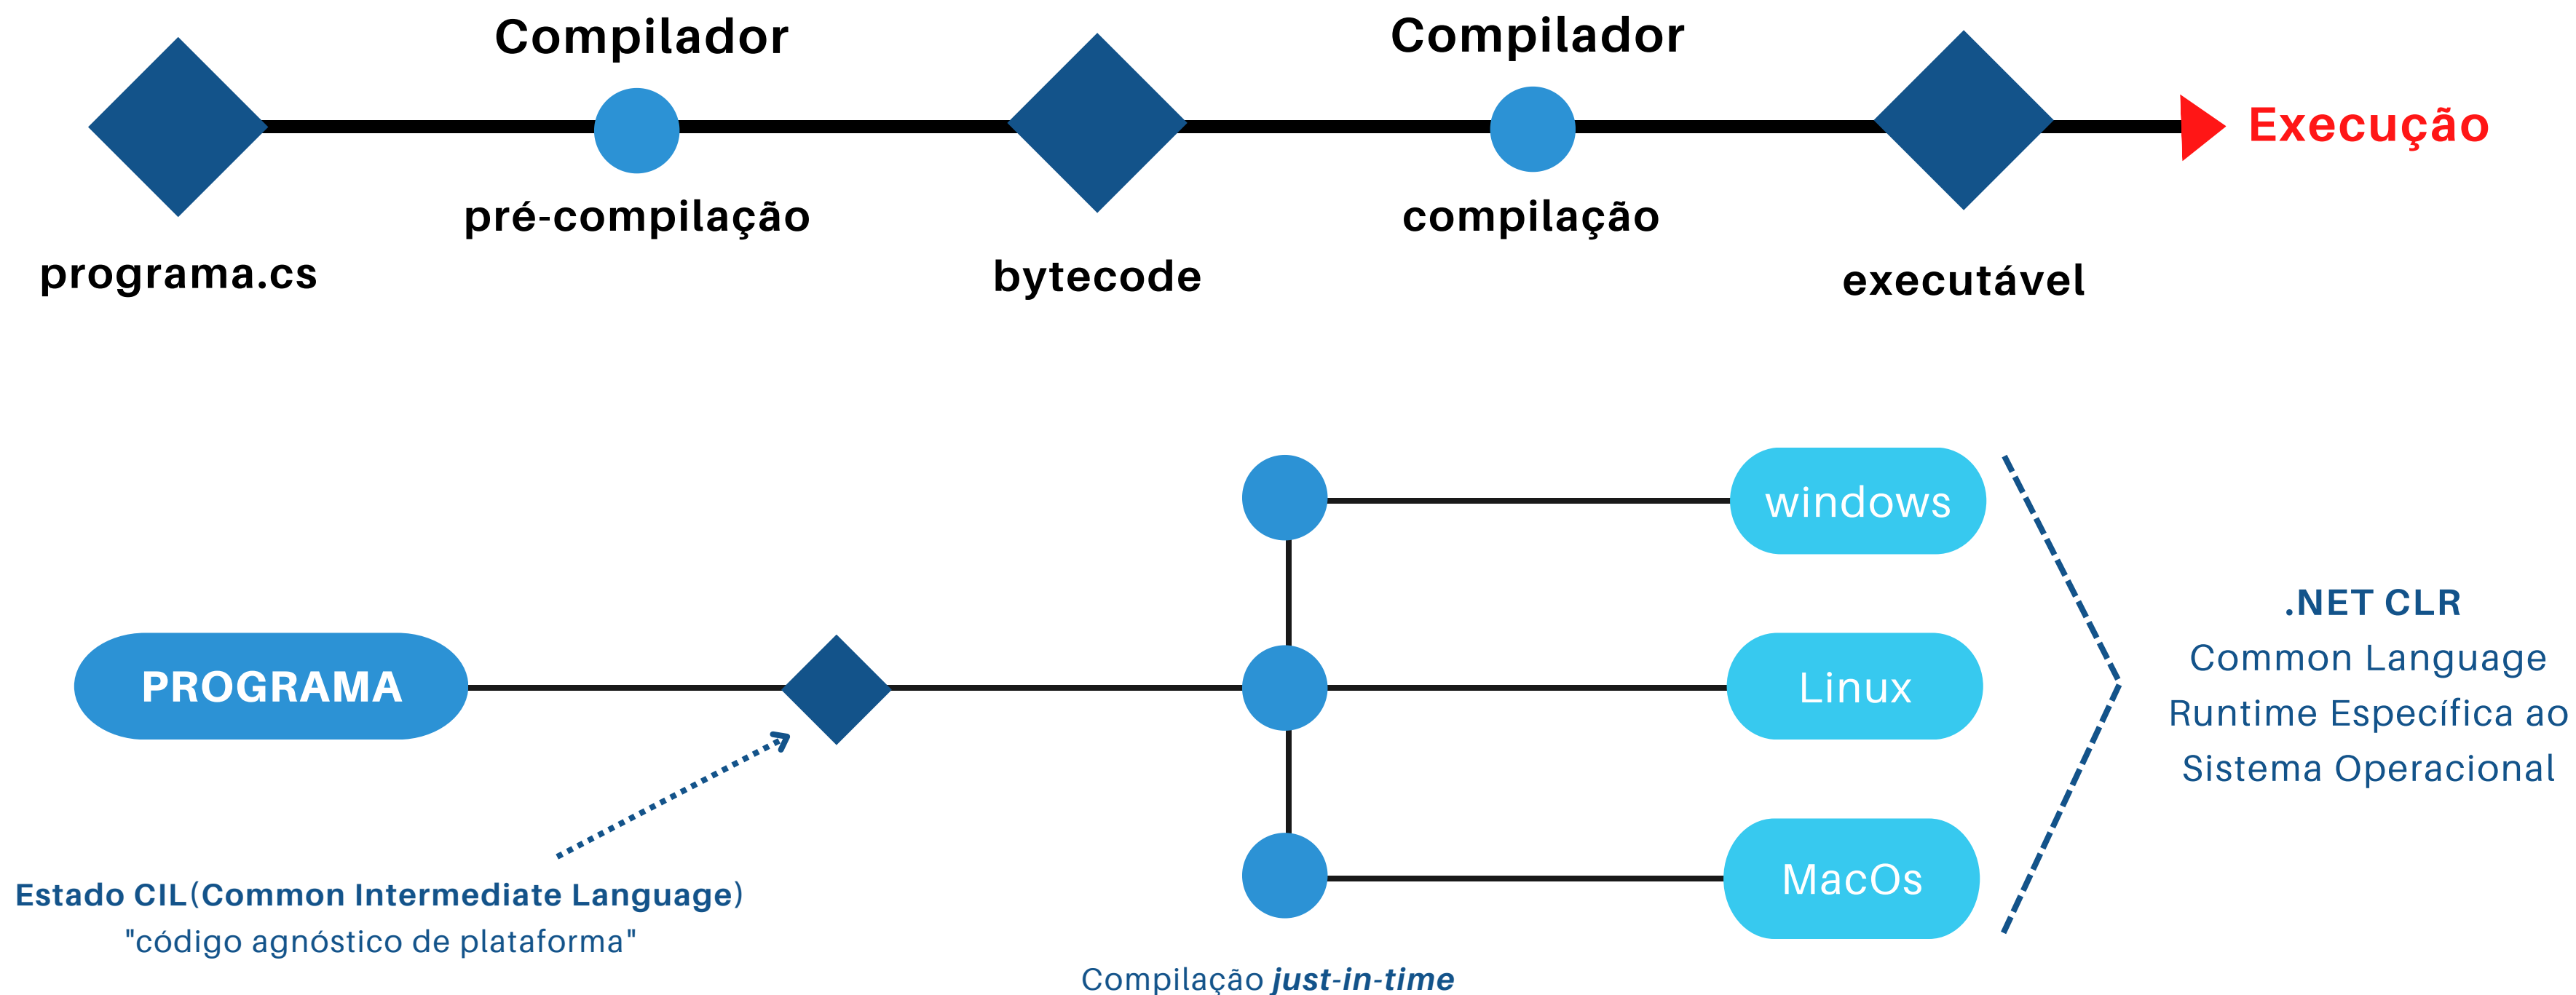 Compilador
Compilador
Execução
pré-compilação
compilação
programa.cs
bytecode
executável
windows
.NET CLR
Common Language
Runtime Específica ao
Sistema Operacional
PROGRAMA
Linux
MacOs
Estado CIL(Common Intermediate Language)
"código agnóstico de plataforma"
Compilação just-in-time